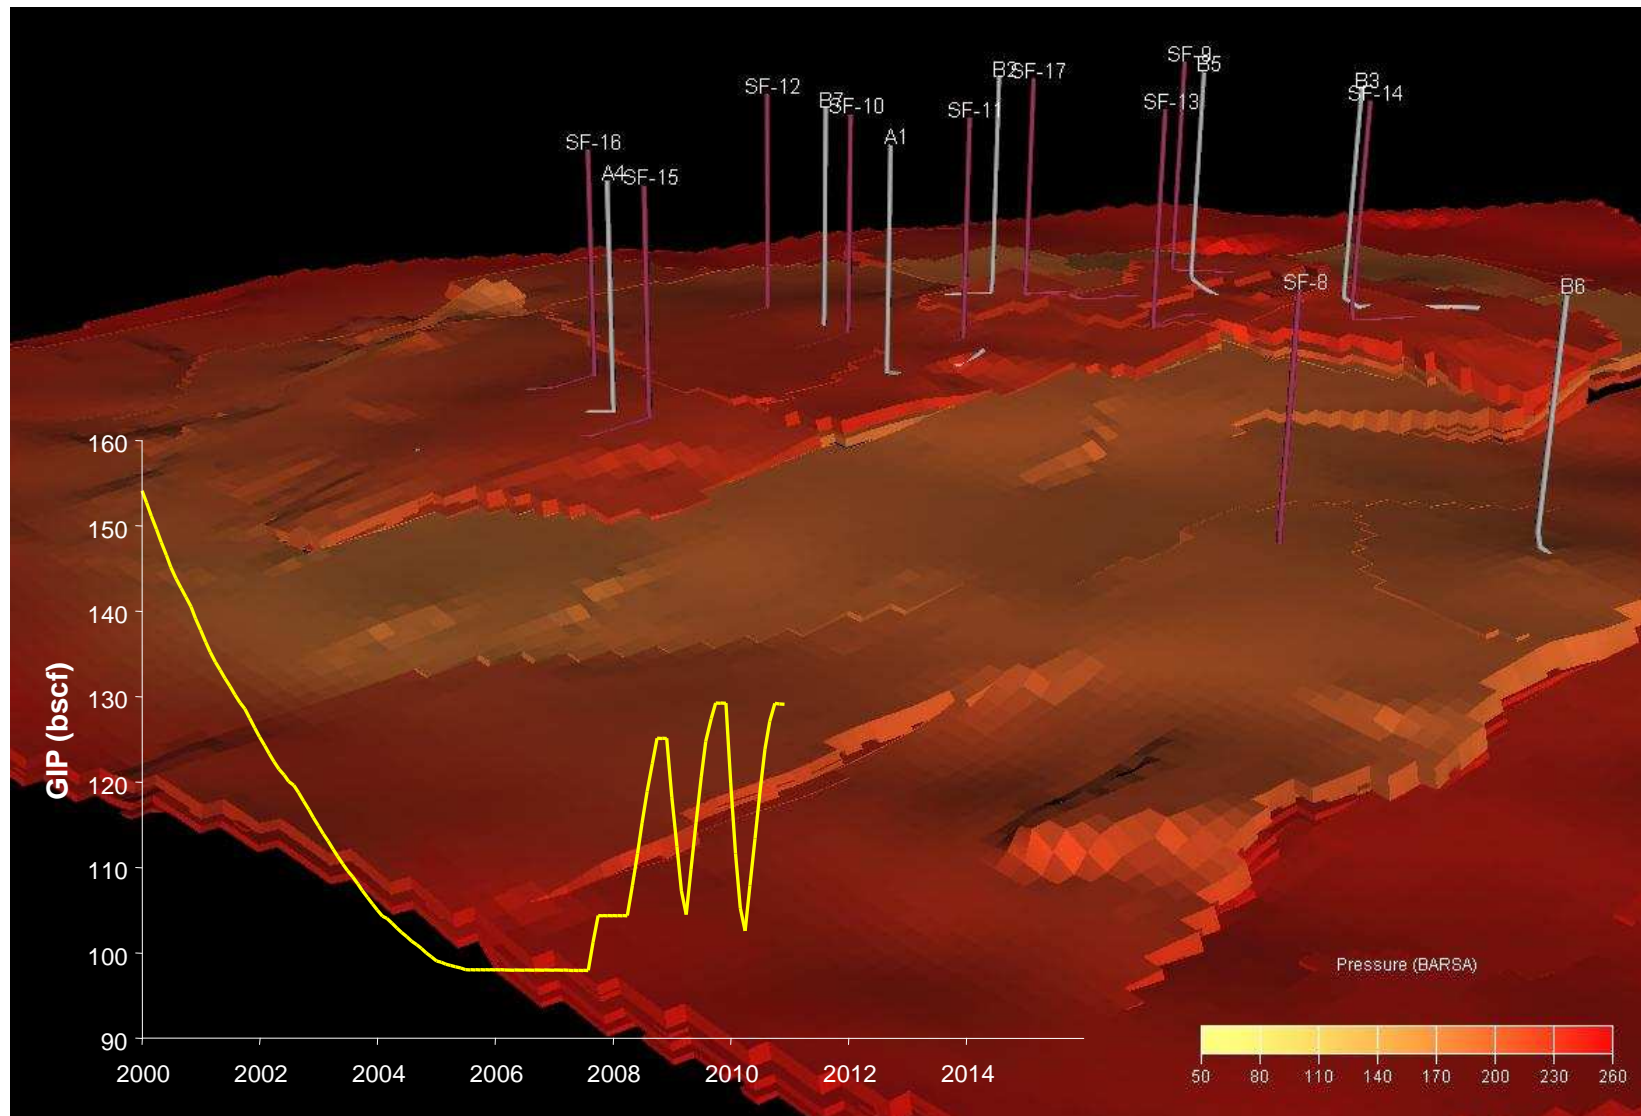 SF-9
B5
B2
SF-17
B3
SF-14
SF-12
B7
SF-10
SF-11
SF-13
A1
SF-16
A4
SF-15
SF-8
B6
160
150
140
130
120
110
100
90
GIP (bscf)
2000 2002 2004 2006 2008 2010 2012 2014
Pressure (BARSA)
50 80 110 140 170 200 230 260